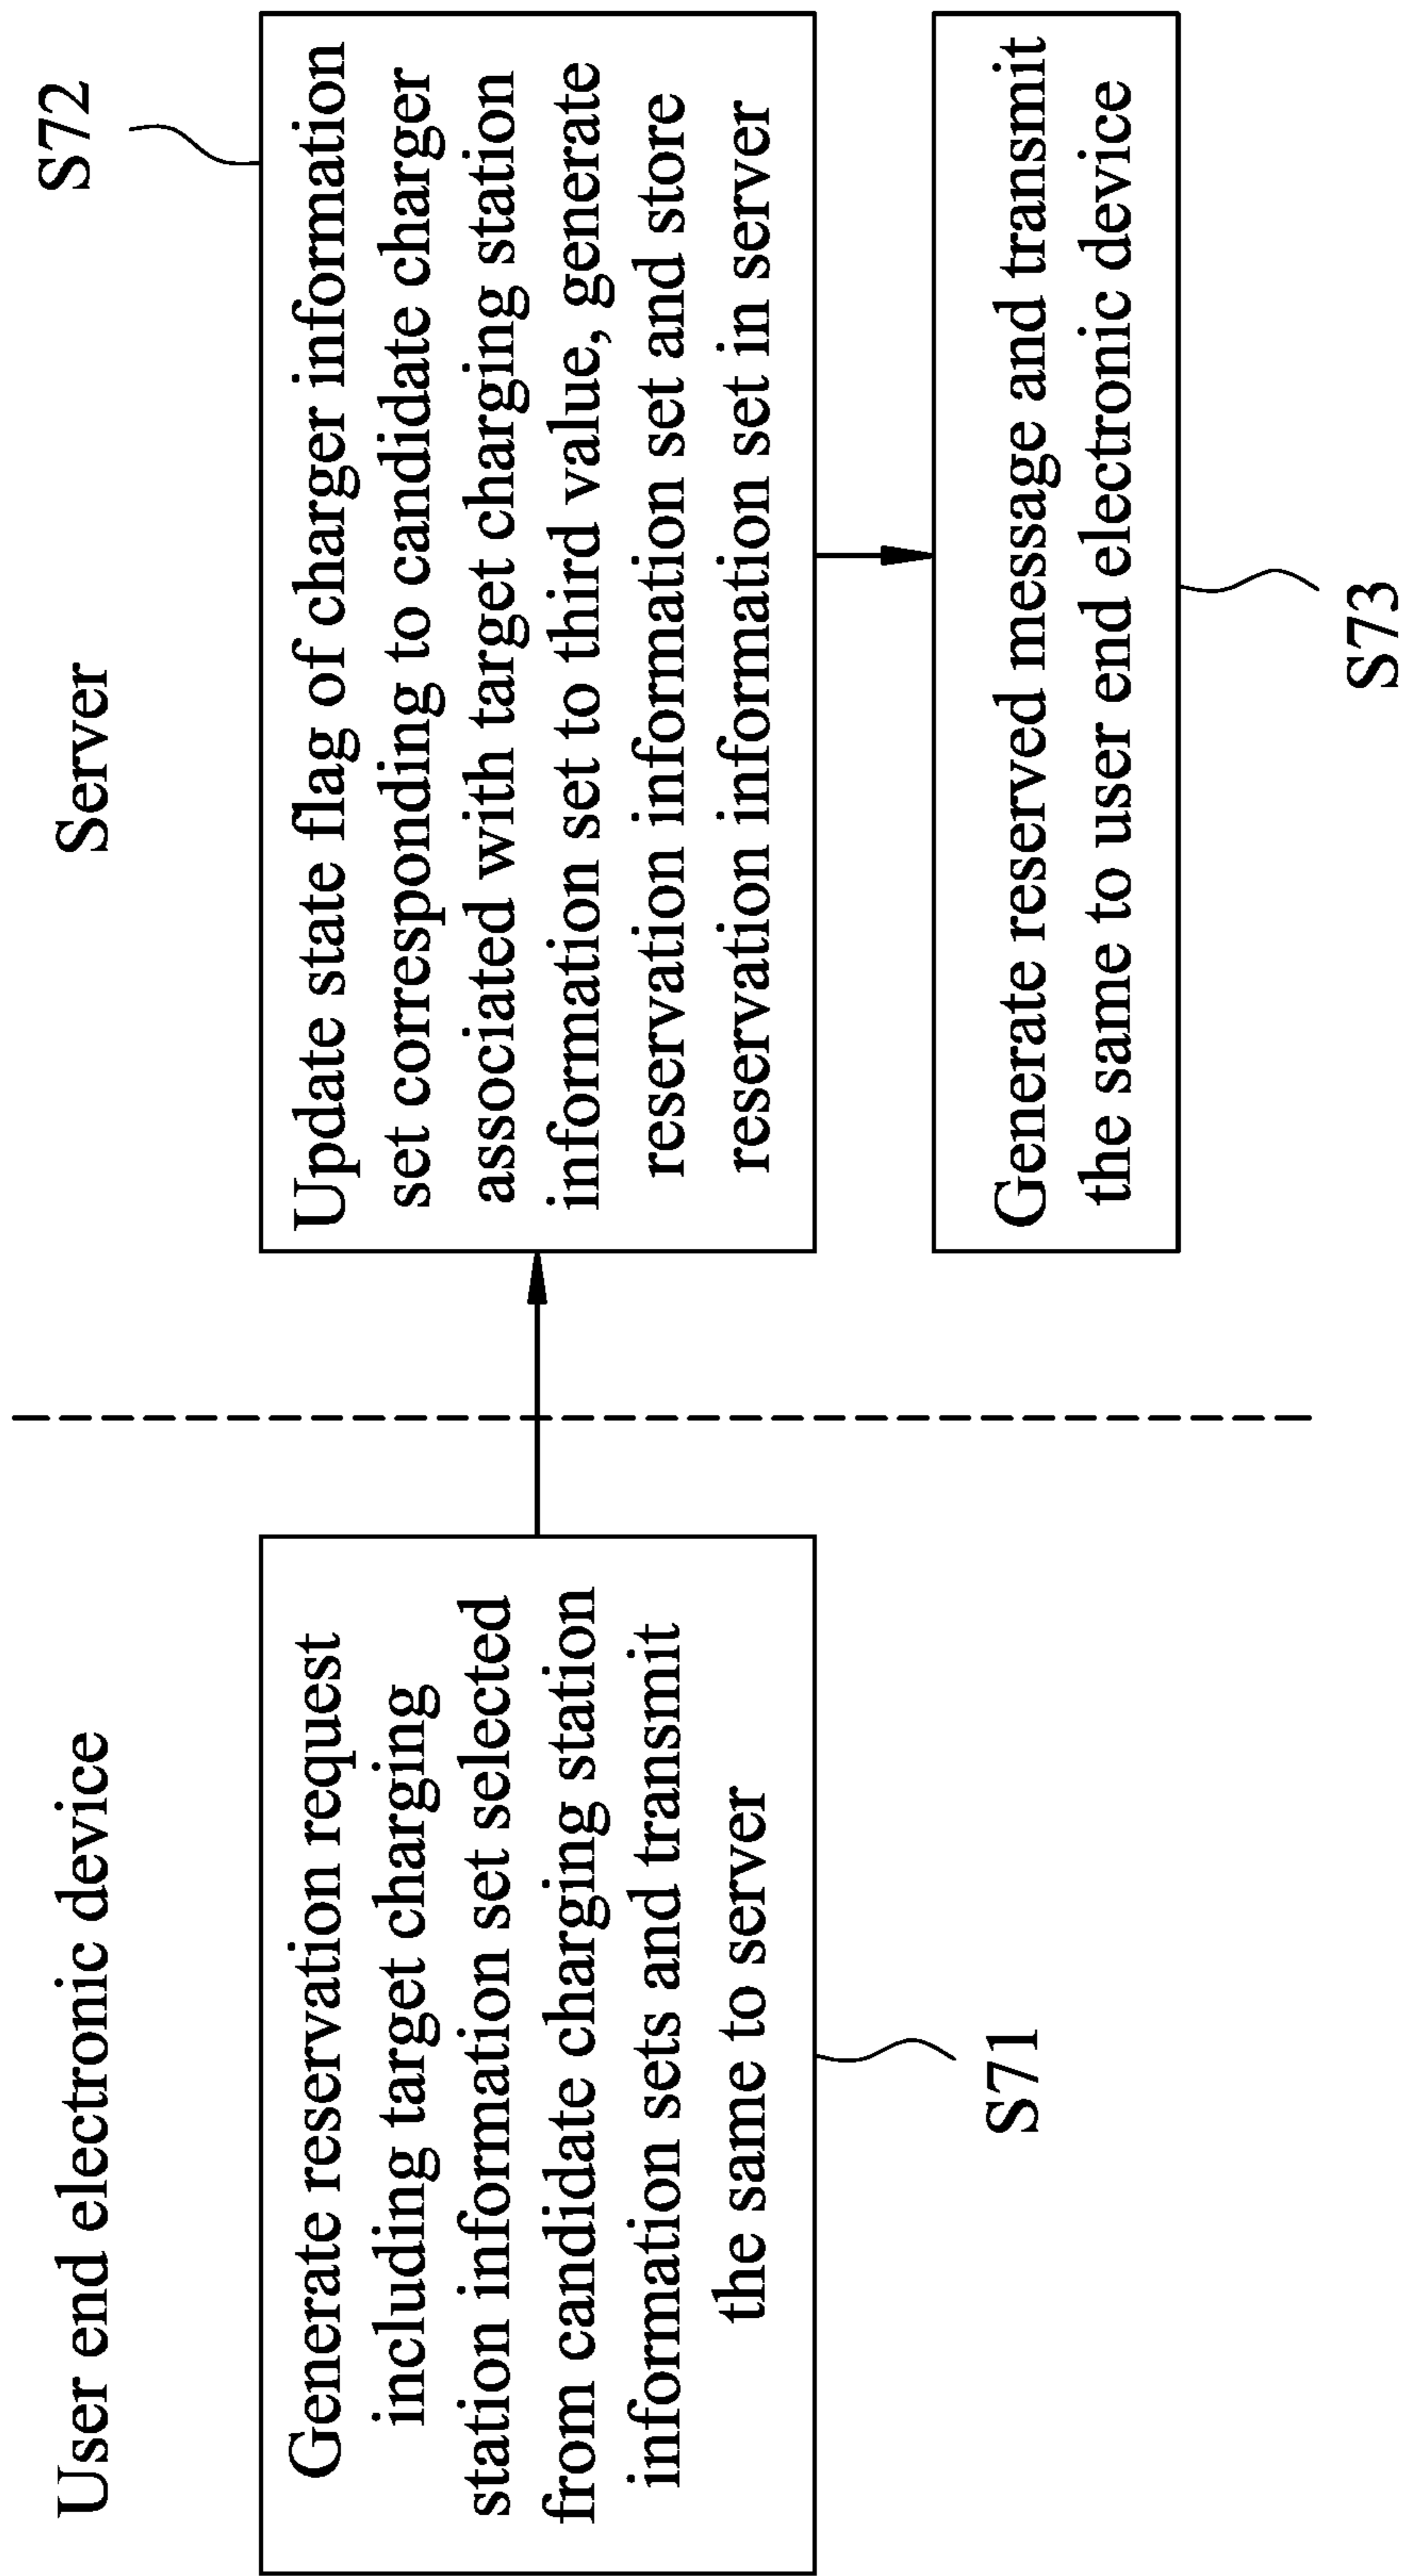 User end electronic device
Server
Generate reservation request
including target charging
station information set selected
from candidate charging station
information sets and transmit
the same to server
S71
S72
Update state flag of charger information
set corresponding to candidate charger
associated with target charging station
information set to third value, generate
reservation information set and store
reservation information set in server
Generate reserved message and transmit
the same to user end electronic device
S73